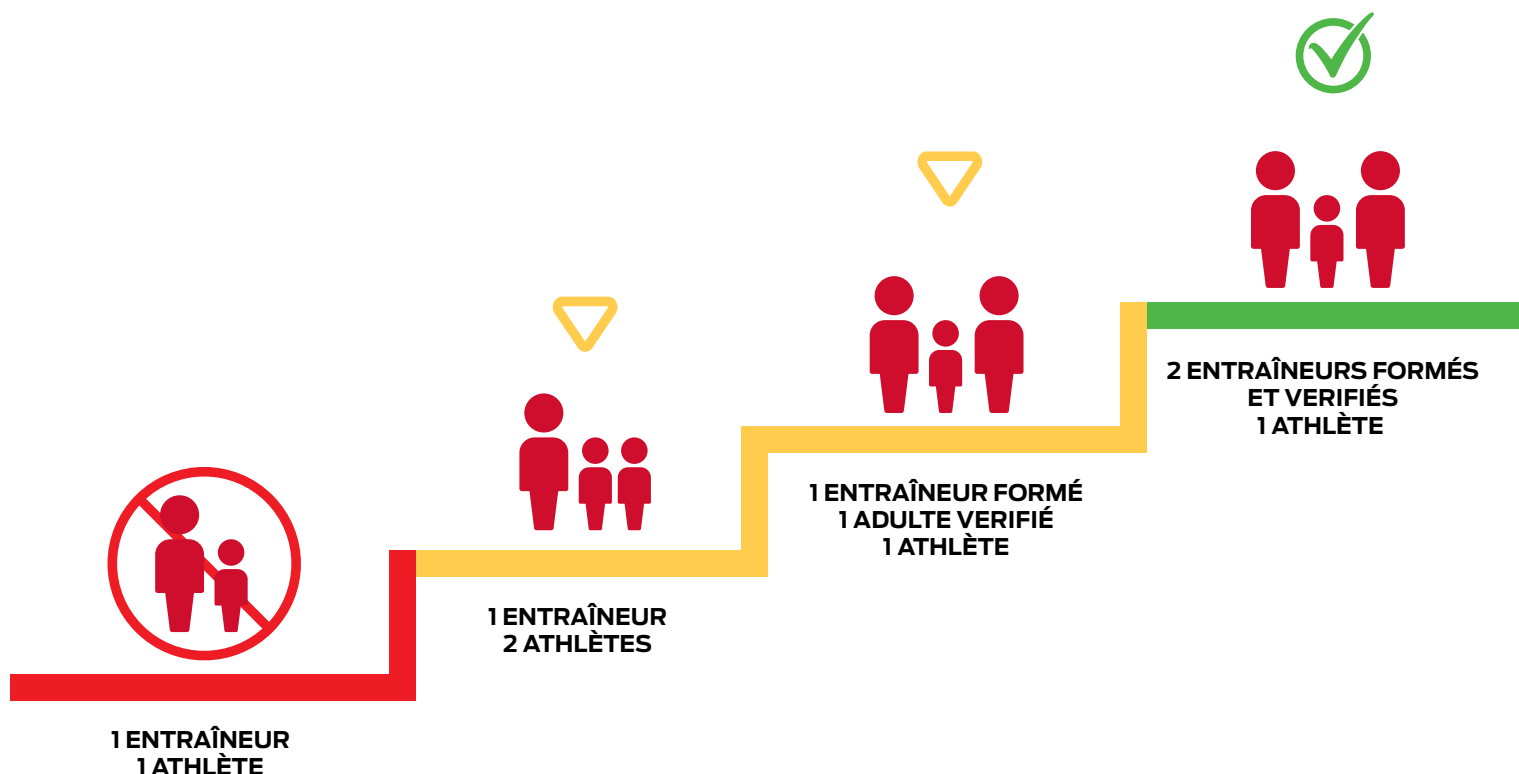 1 ENTRAÎNEUR
1 ATHLÈTE
1 ENTRAÎNEUR
2 ATHLÈTES
1 ENTRAÎNEUR FORMÉ
1 ADULTE VERIFIÉ
1 ATHLÈTE
2 ENTRAÎNEURS FORMÉS
ET VERIFIÉS
1 ATHLÈTE